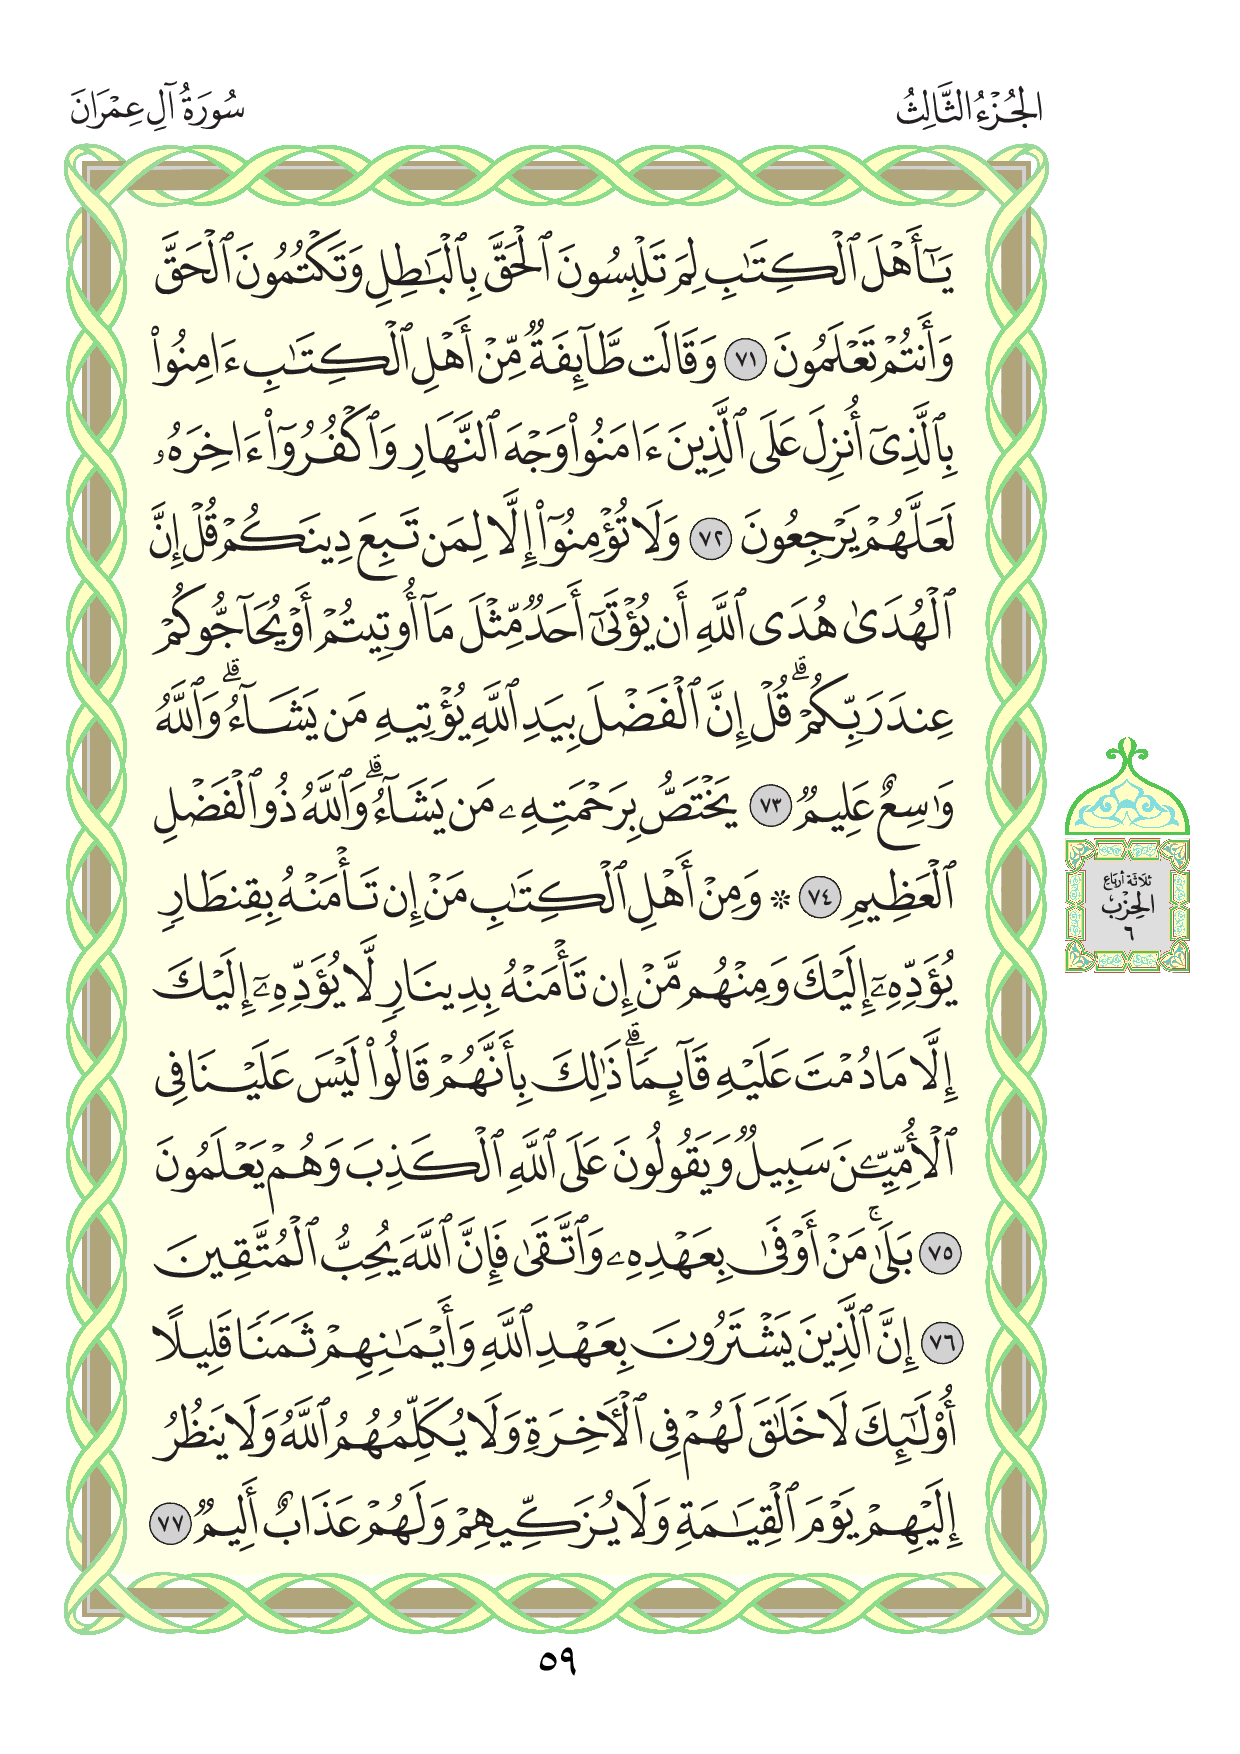 الجُزْءُ الثَّالِثُ
سُورَةُ آلِ عِمْرَانَ
يَٰٓأَهْلَ ٱلْكِتَٰبِ لِمَ تَلْبِسُونَ ٱلْحَقَّ بِٱلْبَٰطِلِ وَتَكْتُمُونَ ٱلْحَقَّ
وَأَنتُمْ تَعْلَمُونَ ٧١ وَقَالَت طَّآئِفَةٌ مِّنْ أَهْلِ ٱلْكِتَٰبِ ءَامِنُوا۟
بِٱلَّذِىٓ أُنزِلَ عَلَى ٱلَّذِينَ ءَامَنُوا۟ وَجْهَ ٱلنَّهَارِ وَٱكْفُرُوٓا۟ ءَاخِرَهُۥ
لَعَلَّهُمْ يَرْجِعُونَ ٧٢ وَلَا تُؤْمِنُوٓا۟ إِلَّا لِمَن تَبِعَ دِينَكُمْ قُلْ إِنَّ
ٱلْهُدَىٰ هُدَى ٱللَّهِ أَن يُؤْتَىٰٓ أَحَدٌ مِّثْلَ مَآ أُوتِيتُمْ أَوْ يُحَآجُّوكُمْ
عِندَ رَبِّكُمْ ۗ قُلْ إِنَّ ٱلْفَضْلَ بِيَدِ ٱللَّهِ يُؤْتِيهِ مَن يَشَآءُ ۗ وَٱللَّهُ
وَٰسِعٌ عَلِيمٌ ٧٣ يَخْتَصُّ بِرَحْمَتِهِۦ مَن يَشَآءُ ۗ وَٱللَّهُ ذُو ٱلْفَضْلِ
ٱلْعَظِيمِ ٧٤ ۞ وَمِنْ أَهْلِ ٱلْكِتَٰبِ مَنْ إِن تَأْمَنْهُ بِقِنطَارٍ
يُؤَدِّهِۦٓ إِلَيْكَ وَمِنْهُم مَّنْ إِن تَأْمَنْهُ بِدِينَارٍ لَّا يُؤَدِّهِۦٓ إِلَيْكَ
إِلَّا مَا دُمْتَ عَلَيْهِ قَآئِمًا ۗ ذَٰلِكَ بِأَنَّهُمْ قَالُوا۟ لَيْسَ عَلَيْنَا فِى
ٱلْأُمِّيِّـۧنَ سَبِيلٌ وَيَقُولُونَ عَلَى ٱللَّهِ ٱلْكَذِبَ وَهُمْ يَعْلَمُونَ
٧٥ بَلَىٰ ۚ مَنْ أَوْفَىٰ بِعَهْدِهِۦ وَٱتَّقَىٰ فَإِنَّ ٱللَّهَ يُحِبُّ ٱلْمُتَّقِينَ
٧٦ إِنَّ ٱلَّذِينَ يَشْتَرُونَ بِعَهْدِ ٱللَّهِ وَأَيْمَٰنِهِمْ ثَمَنًا قَلِيلًا
أُو۟لَٰٓئِكَ لَا خَلَٰقَ لَهُمْ فِى ٱلْءَاخِرَةِ وَلَا يُكَلِّمُهُمُ ٱللَّهُ وَلَا يَنظُرُ
إِلَيْهِمْ يَوْمَ ٱلْقِيَٰمَةِ وَلَا يُزَكِّيهِمْ وَلَهُمْ عَذَابٌ أَلِيمٌ ٧٧
ثلاثة أرباع
الحِزْب
٦
٥٩